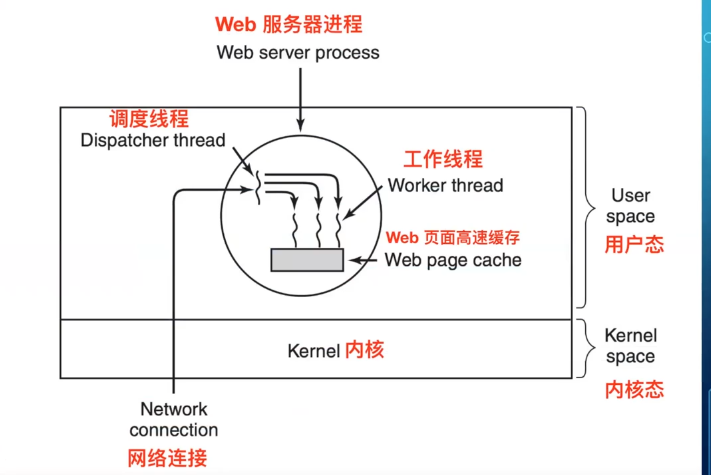 Web 服务器进程
Web server process
调度线程
Dispatcher thread
工作线程
Worker thread
Web 页面高速缓存
Web page cache
User
space
用户态
Kernel 内核
Kernel
space
内核态
Network
connection
网络连接